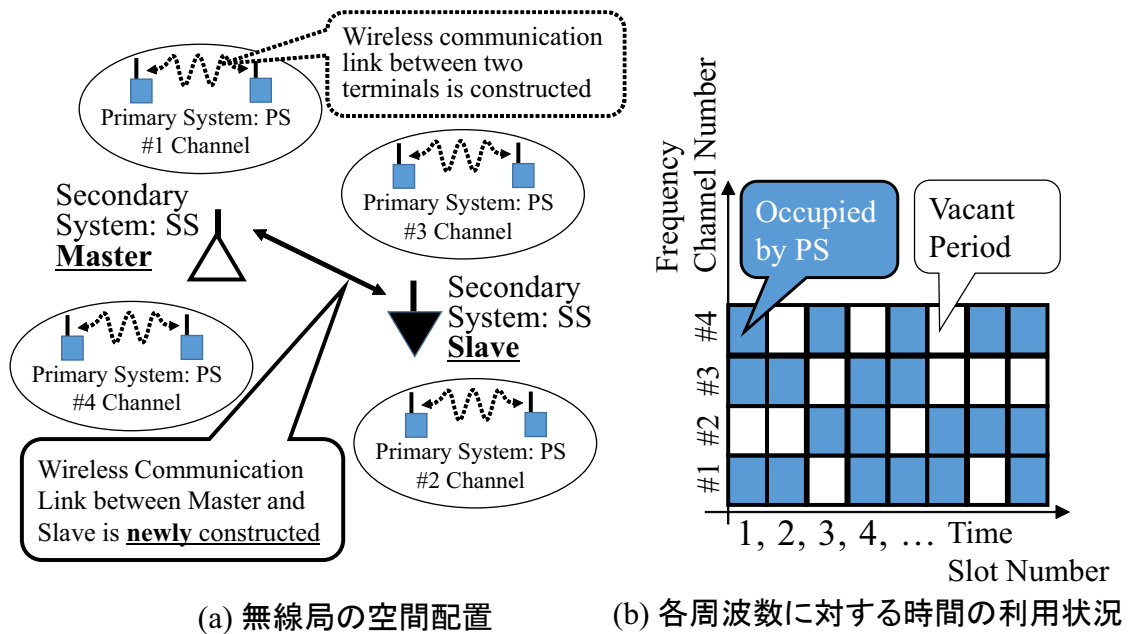 Wireless communication
link between two
terminals is constructed
Primary System: PS
#1 Channel
Primary System: PS
#3 Channel
Secondary
System: SS
Master
Secondary
System: SS
Slave
Primary System: PS
#4 Channel
Primary System: PS
#2 Channel
Wireless Communication
Link between Master and
Slave is newly constructed
(a) 無線局の空間配置
Frequency
Channel Number
Occupied
by PS
Vacant
Period
#4
#3
#2
#1
1, 2, 3, 4, … Time
Slot Number
(b) 各周波数に対する時間の利用状況